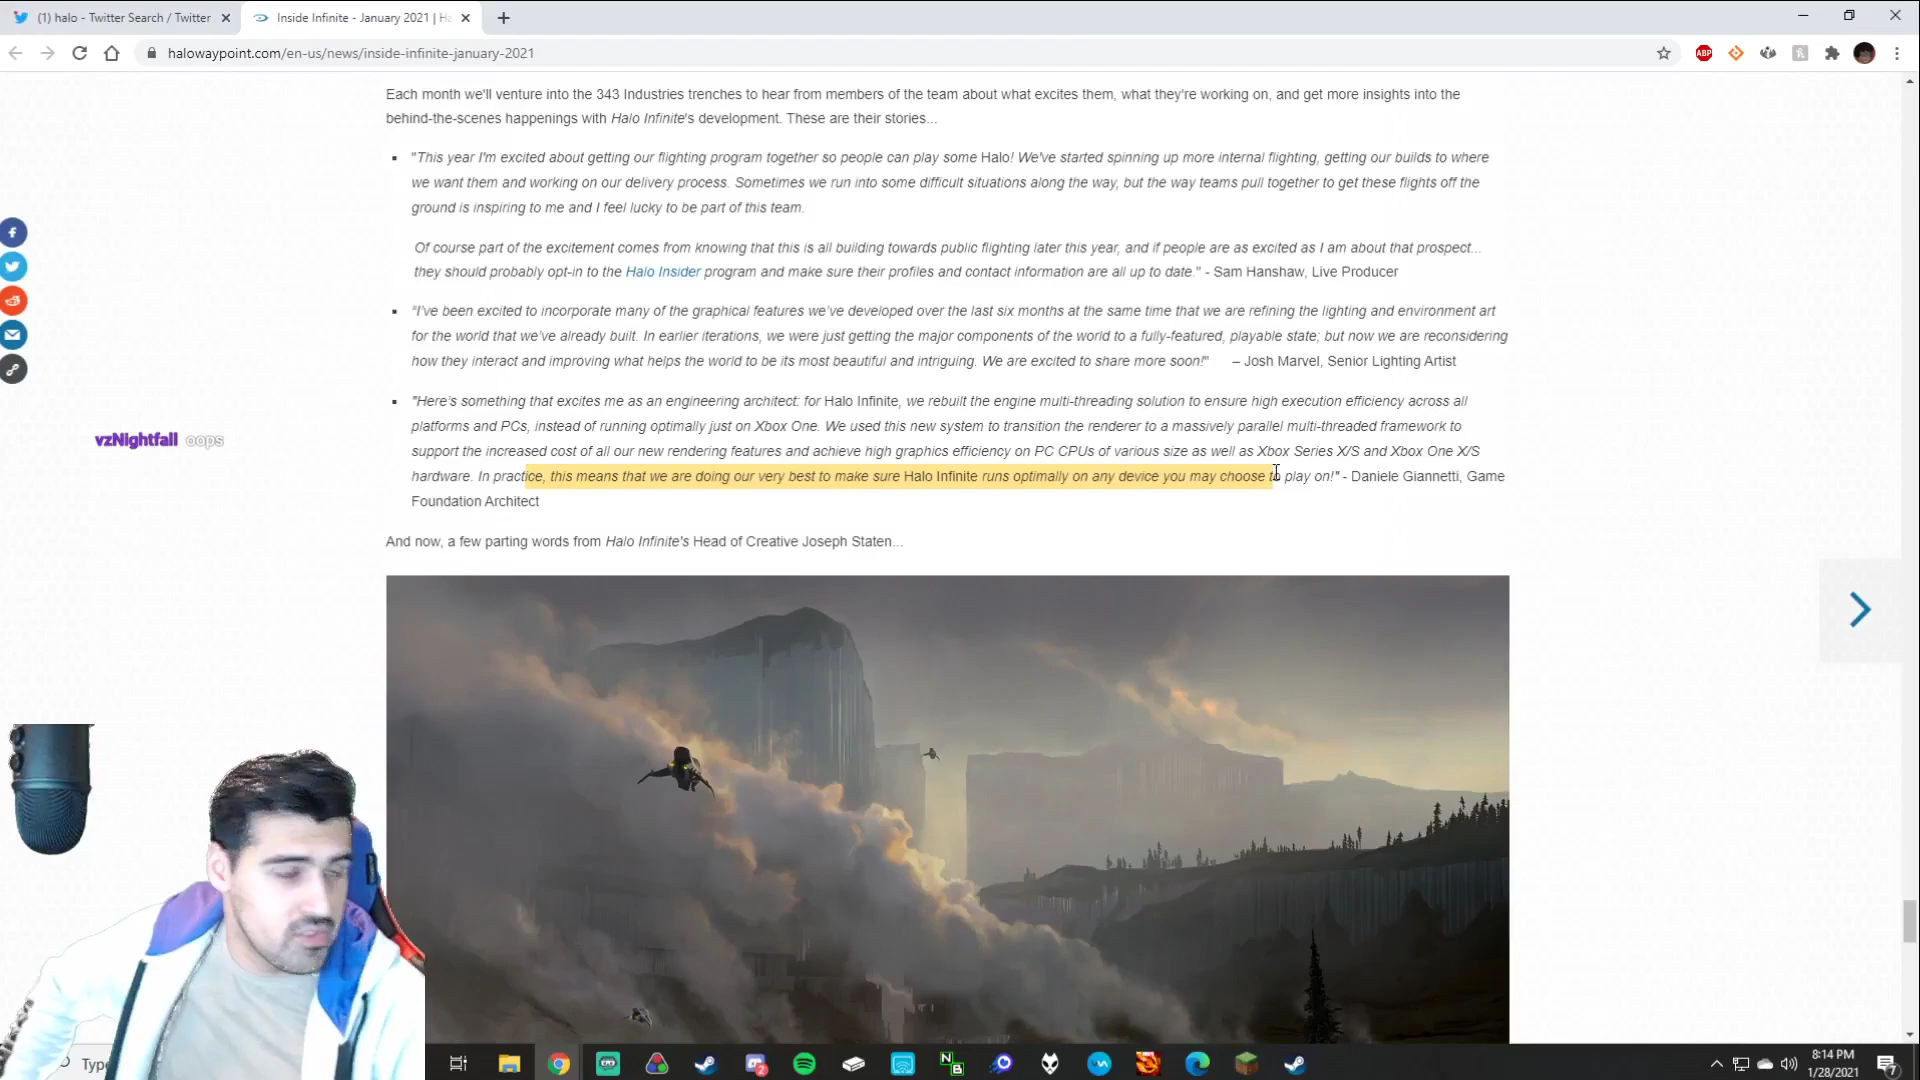 (1) halo - Twitter Search / Twitter
Inside Infinite - January 2021 | Ha
halowaypoint.com/en-us/news/inside-infinite-january-2021
ABP
Each month we'll venture into the 343 Industries trenches to hear from members of the team about what excites them, what they're working on, and get more insights into the
behind-the-scenes happenings with Halo Infinite's development. These are their stories...
"This year I'm excited about getting our flighting program together so people can play some Halo! We've started spinning up more internal flighting, getting our builds to where
we want them and working on our delivery process. Sometimes we run into some difficult situations along the way, but the way teams pull together to get these flights off the
ground is inspiring to me and I feel lucky to be part of this team.
Of course part of the excitement comes from knowing that this is all building towards public flighting later this year, and if people are as excited as I am about that prospect...
they should probably opt-in to the Halo Insider program and make sure their profiles and contact information are all up to date." - Sam Hanshaw, Live Producer
"I've been excited to incorporate many of the graphical features we've developed over the last six months at the same time that we are refining the lighting and environment art
for the world that we've already built. In earlier iterations, we were just getting the major components of the world to a fully-featured, playable state; but now we are reconsidering
how they interact and improving what helps the world to be its most beautiful and intriguing. We are excited to share more soon!" – Josh Marvel, Senior Lighting Artist
"Here's something that excites me as an engineering architect: for Halo Infinite, we rebuilt the engine multi-threading solution to ensure high execution efficiency across all
platforms and PCs, instead of running optimally just on Xbox One. We used this new system to transition the renderer to a massively parallel multi-threaded framework to
support the increased cost of all our new rendering features and achieve high graphics efficiency on PC CPUs of various size as well as Xbox Series X/S and Xbox One X/S
hardware. In practice, this means that we are doing our very best to make sure Halo Infinite runs optimally on any device you may choose to play on!" - Daniele Giannetti, Game
Foundation Architect
vzNightfall oops
And now, a few parting words from Halo Infinite's Head of Creative Joseph Staten...
Type
2
N
B
8:14 PM
1/28/2021
7